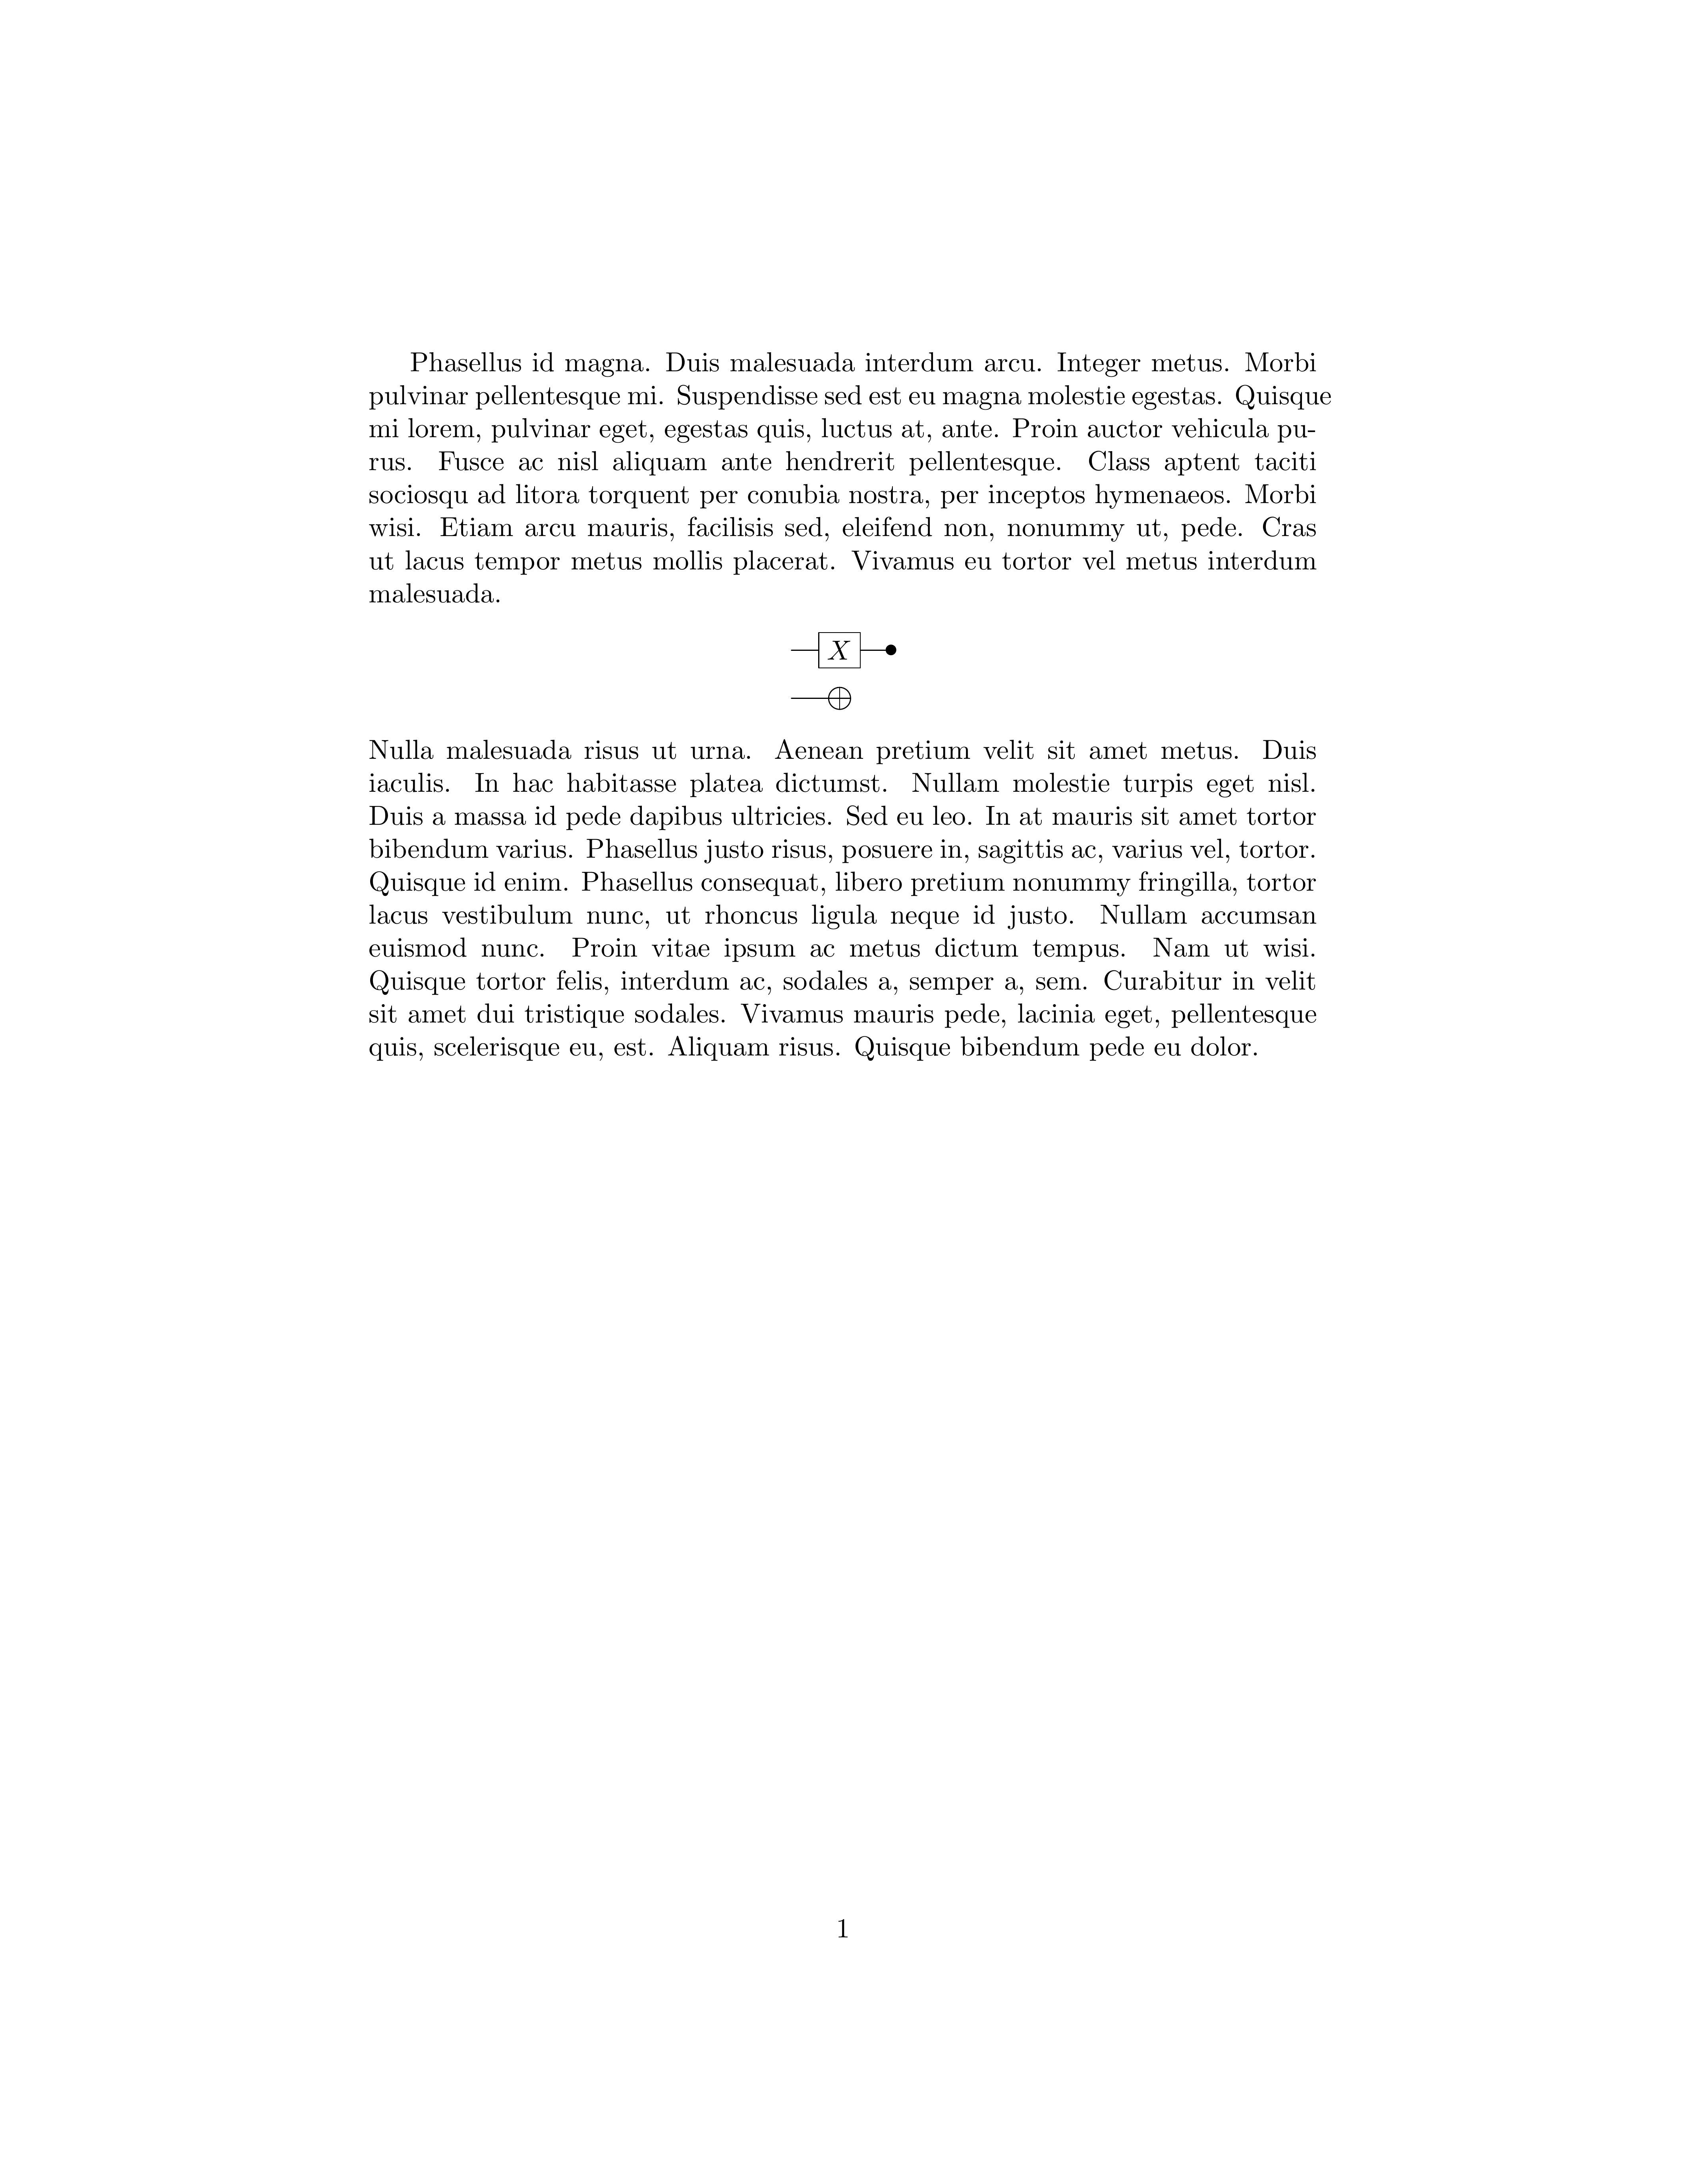 Phasellus id magna. Duis malesuada interdum arcu. Integer metus. Morbi
pulvinar pellentesque mi. Suspendisse sed est eu magna molestie egestas. Quisque
mi lorem, pulvinar eget, egestas quis, luctus at, ante. Proin auctor vehicula pu-
rus. Fusce ac nisl aliquam ante hendrerit pellentesque. Class aptent taciti
sociosqu ad litora torquent per conubia nostra, per inceptos hymenaeos. Morbi
wisi. Etiam arcu mauris, facilisis sed, eleifend non, nonummy ut, pede. Cras
ut lacus tempor metus mollis placerat. Vivamus eu tortor vel metus interdum
malesuada.
X
Nulla malesuada risus ut urna. Aenean pretium velit sit amet metus. Duis
iaculis. In hac habitasse platea dictumst. Nullam molestie turpis eget nisl.
Duis a massa id pede dapibus ultricies. Sed eu leo. In at mauris sit amet tortor
bibendum varius. Phasellus justo risus, posuere in, sagittis ac, varius vel, tortor.
Quisque id enim. Phasellus consequat, libero pretium nonummy fringilla, tortor
lacus vestibulum nunc, ut rhoncus ligula neque id justo. Nullam accumsan
euismod nunc. Proin vitae ipsum ac metus dictum tempus. Nam ut wisi.
Quisque tortor felis, interdum ac, sodales a, semper a, sem. Curabitur in velit
sit amet dui tristique sodales. Vivamus mauris pede, lacinia eget, pellentesque
quis, scelerisque eu, est. Aliquam risus. Quisque bibendum pede eu dolor.
1